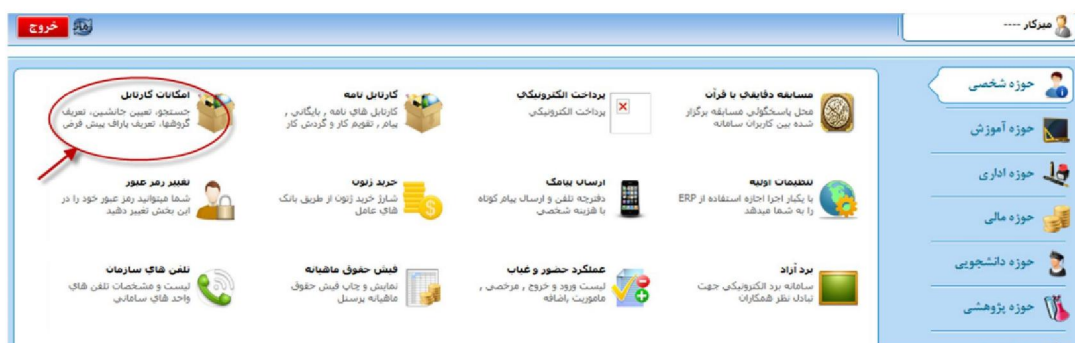 میزکار ----
خروج
حوزه شخصی
حوزه آموزش
حوزه اداری
حوزه مالی
حوزه دانشجویی
حوزه پژوهشی
مسابقه دقایقی با قرآن
محل پاسخگوئی مسابقه برگزار
شده بین کاربران سامانه
پرداخت الکترونیکی
پرداخت الکترونیکی
کارتابل نامه
کارتابل های نامه , بایگانی ,
پیام , تقویم کار و گردش کار
امکانات کارتابل
جستجو، تعیین جانشین، تعریف
گروهها، تعریف پاراف پیش فرض
تنظیمات اولیه
با یکبار اجرا اجازه استفاده از ERP
را به شما میدهد
ارسال پیامک
دفترچه تلفن و ارسال پیام کوتاه
با هزینه شخصی
خرید ژتون
شارژ خرید ژتون از طریق بانک
های عامل
تغییر رمز عبور
شما میتوانید رمز عبور خود را در
این بخش تغییر دهید
برد آزاد
سامانه برد الکترونیکی جهت
تبادل نظر همکاران
عملکرد حضور و غیاب
لیست ورود و خروج , مرخصی ,
ماموریت ,اضافه
فیش حقوق ماهیانه
نمایش و چاپ فیش حقوق
ماهیانه پرسنل
تلفن های سازمان
لیست و مشخصات تلفن های
واحد های سامانی